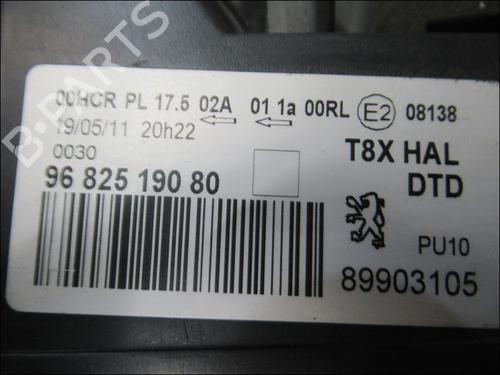 B-PARTS
00HCR PL 17.5 02A 01 1a 00RL E2 08138
19/05/11 20h22
0030
96 825 190 80
T8X HAL
DTD
PU10
89903105